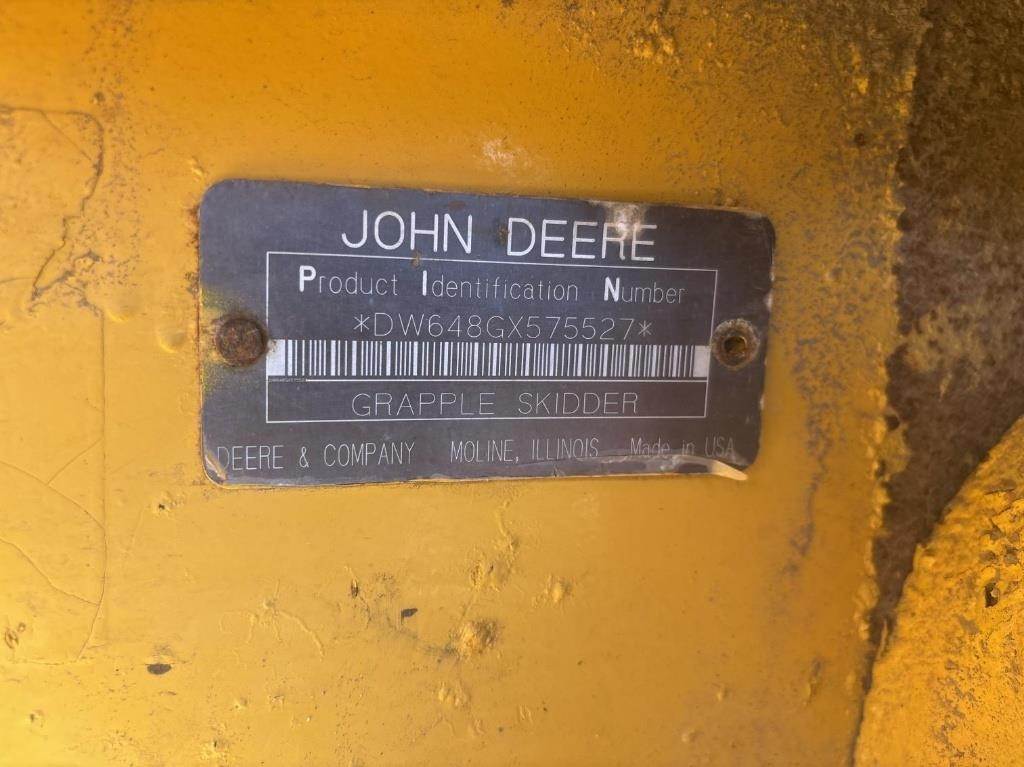 JOHN DEERE
Product Identification Number
*DW648GX575527*
GRAPPLE SKIDDER
DEERE & COMPANY MOLINE, ILLINOIS Made in USA